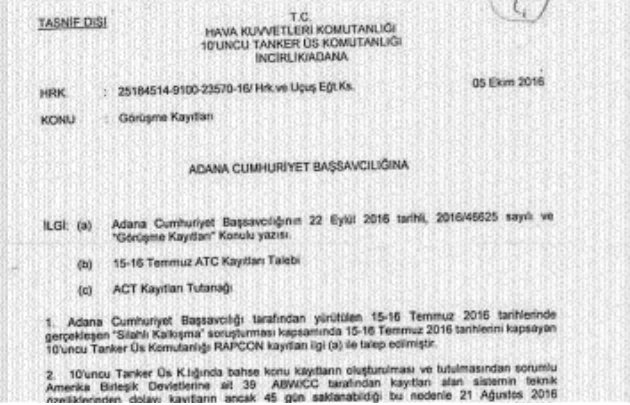 TASNİF DIŞI
T.C.
HAVA KUVVETLERİ KOMUTANLIĞI
10'UNCU TANKER ÜS KOMUTANLIĞI
İNCİRLİK/ADANA
HRK : 25184514-9100-23570-16/ Hrk.ve Uçuş Eğt.Ks. 05 Ekim 2016
KONU : Görüşme Kayıtları
ADANA CUMHURİYET BAŞSAVCILIĞINA
İLGİ: (a) Adana Cumhuriyet Başsavcılığının 22 Eylül 2016 tarihli, 2016/46625 sayılı ve
"Görüşme Kayıtları" Konulu yazısı.
(b) 15-16 Temmuz ATC Kayıtları Talebi
(c) ACT Kayıtları Tutanağı
1. Adana Cumhuriyet Başsavcılığı tarafından yürütülen 15-16 Temmuz 2016 tarihlerinde
gerçekleşen "Silahlı Kalkışma" soruşturması kapsamında 15-16 Temmuz 2016 tarihlerini kapsayan
10'uncu Tanker Üs Komutanlığı RAPCON kayıtları ilgi (a) ile talep edilmiştir.
2. 10'uncu Tanker Üs K.lığında bahse konu kayıtların oluşturulması ve tutulmasından sorumlu
Amerika Birleşik Devletlerine ait 39 ABW/CC tarafından kayıtları alan sistemin teknik
özelliklerinden dolayı kayıtların ancak 45 gün saklanabildiği bu nedenle 21 Ağustos 2016